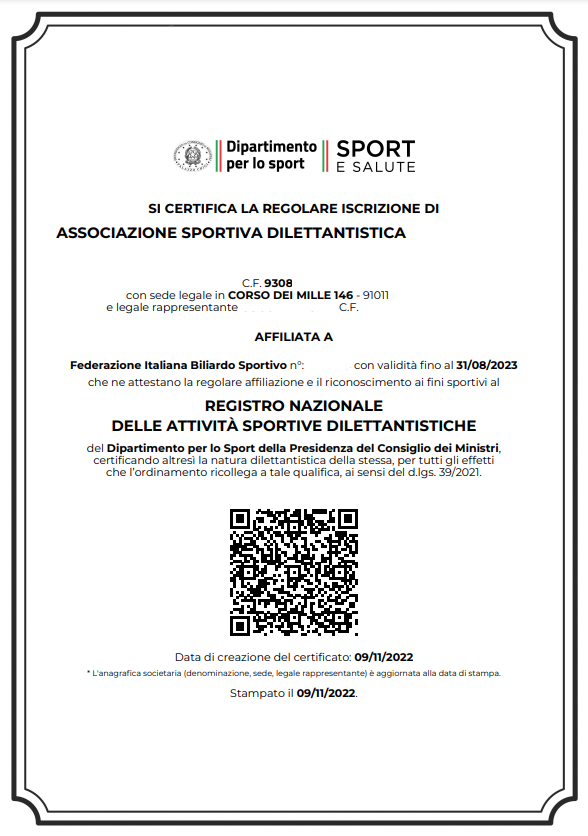 Dipartimento
per lo sport
SPORT
E SALUTE
SI CERTIFICA LA REGOLARE ISCRIZIONE DI
ASSOCIAZIONE SPORTIVA DILETTANTISTICA
C.F. 9308
con sede legale in CORSO DEI MILLE 146 - 91011
e legale rappresentante C.F.
AFFILIATA A
Federazione Italiana Biliardo Sportivo n°: con validità fino al 31/08/2023
che ne attestano la regolare affiliazione e il riconoscimento ai fini sportivi al
REGISTRO NAZIONALE
DELLE ATTIVITÀ SPORTIVE DILETTANTISTICHE
del Dipartimento per lo Sport della Presidenza del Consiglio dei Ministri,
certificando altresì la natura dilettantistica della stessa, per tutti gli effetti
che l'ordinamento ricollega a tale qualifica, ai sensi del d.lgs. 39/2021.
Data di creazione del certificato: 09/11/2022
* L'anagrafica societaria (denominazione, sede, legale rappresentante) è aggiornata alla data di stampa.
Stampato il 09/11/2022.